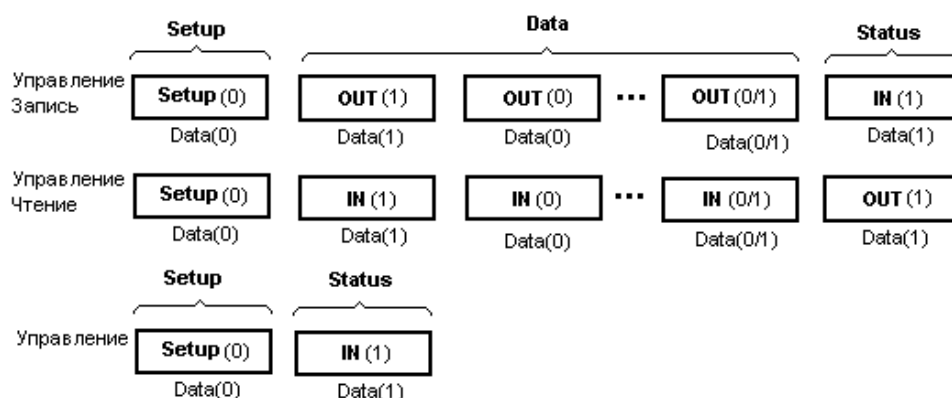 Setup Data Status
Управление
Запись
Setup (0) OUT (1) OUT (0) ... OUT (0/1) IN (1)
Data(0) Data(1) Data(0) Data(0/1) Data(1)
Управление
Чтение
Setup (0) IN (1) IN (0) ... IN (0/1) OUT (1)
Data(0) Data(1) Data(0) Data(0/1) Data(1)
Setup Status
Управление Setup (0) IN (1)
Data(0) Data(1)